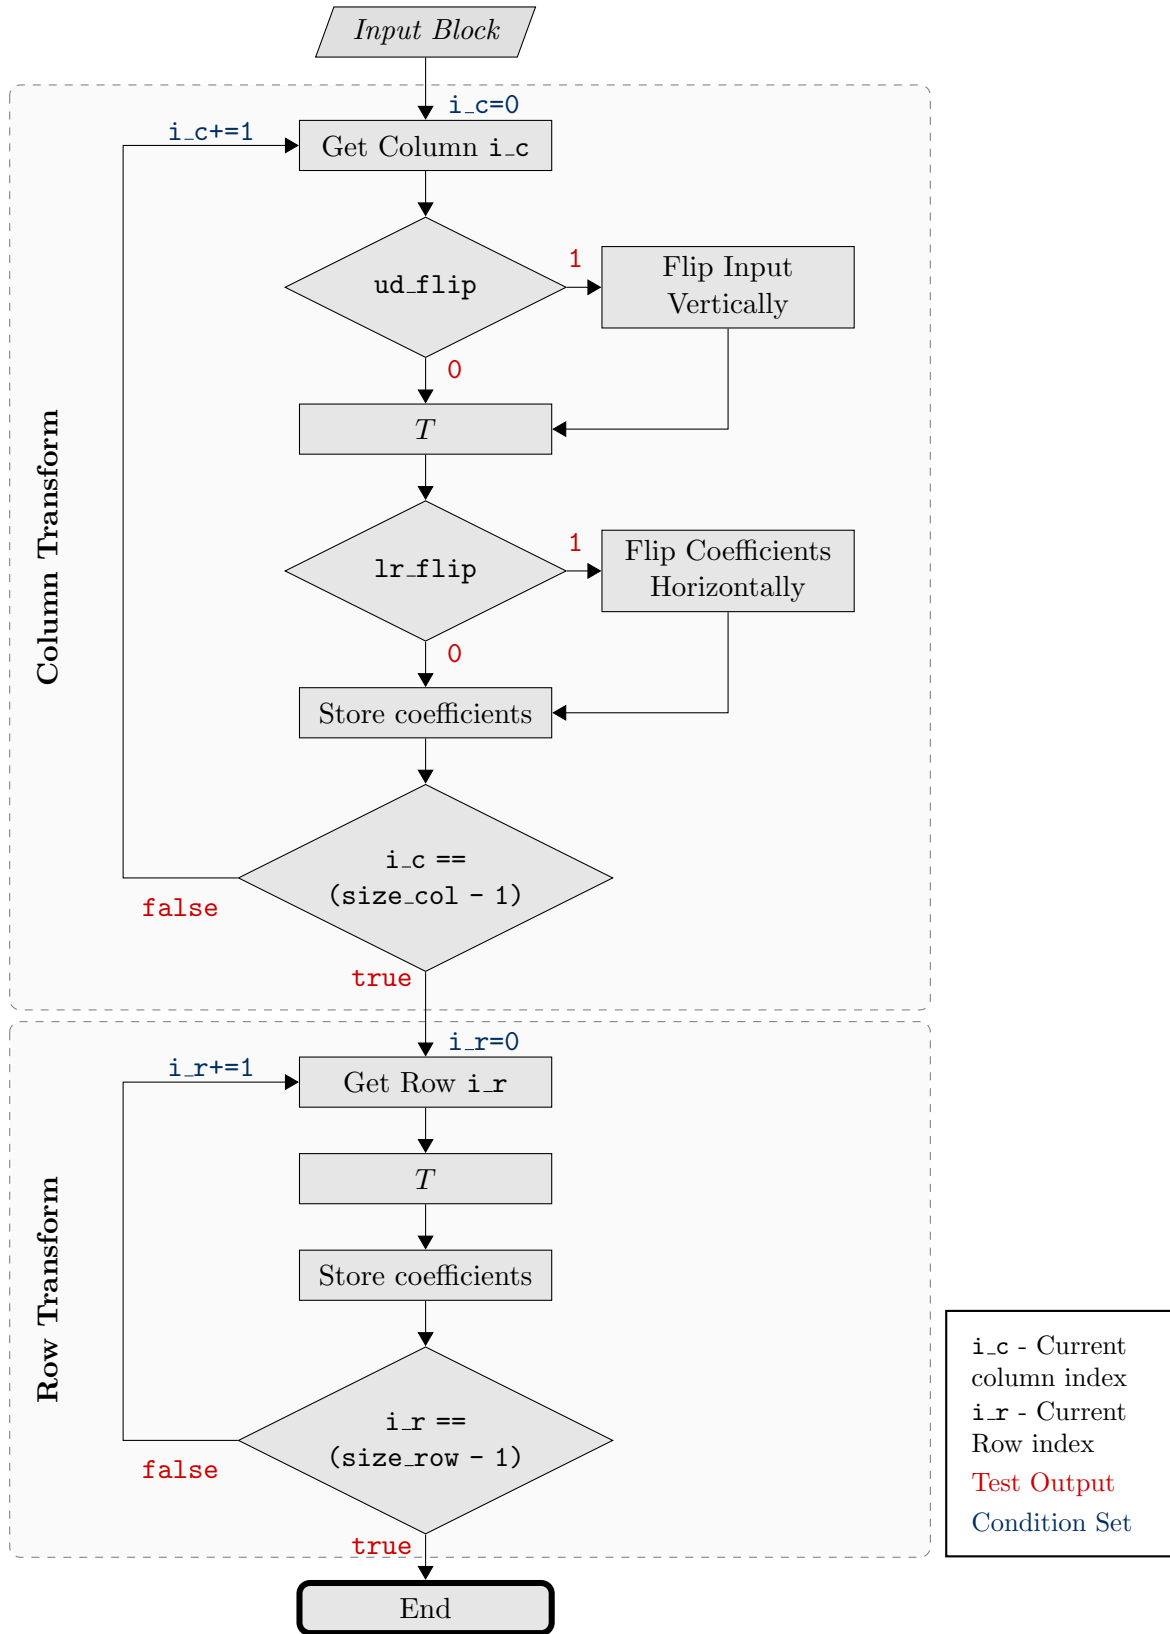 Input Block
i_c=0
i_c+=1
Get Column i_c
ud_flip
1
Flip Input
Vertically
0
T
Column Transform
lr_flip
1
Flip Coefficients
Horizontally
0
Store coefficients
i_c ==
(size_col - 1)
false
true
i_r=0
i_r+=1
Get Row i_r
T
Row Transform
Store coefficients
i_r ==
(size_row - 1)
false
true
End
i_c - Current
column index
i_r - Current
Row index
Test Output
Condition Set